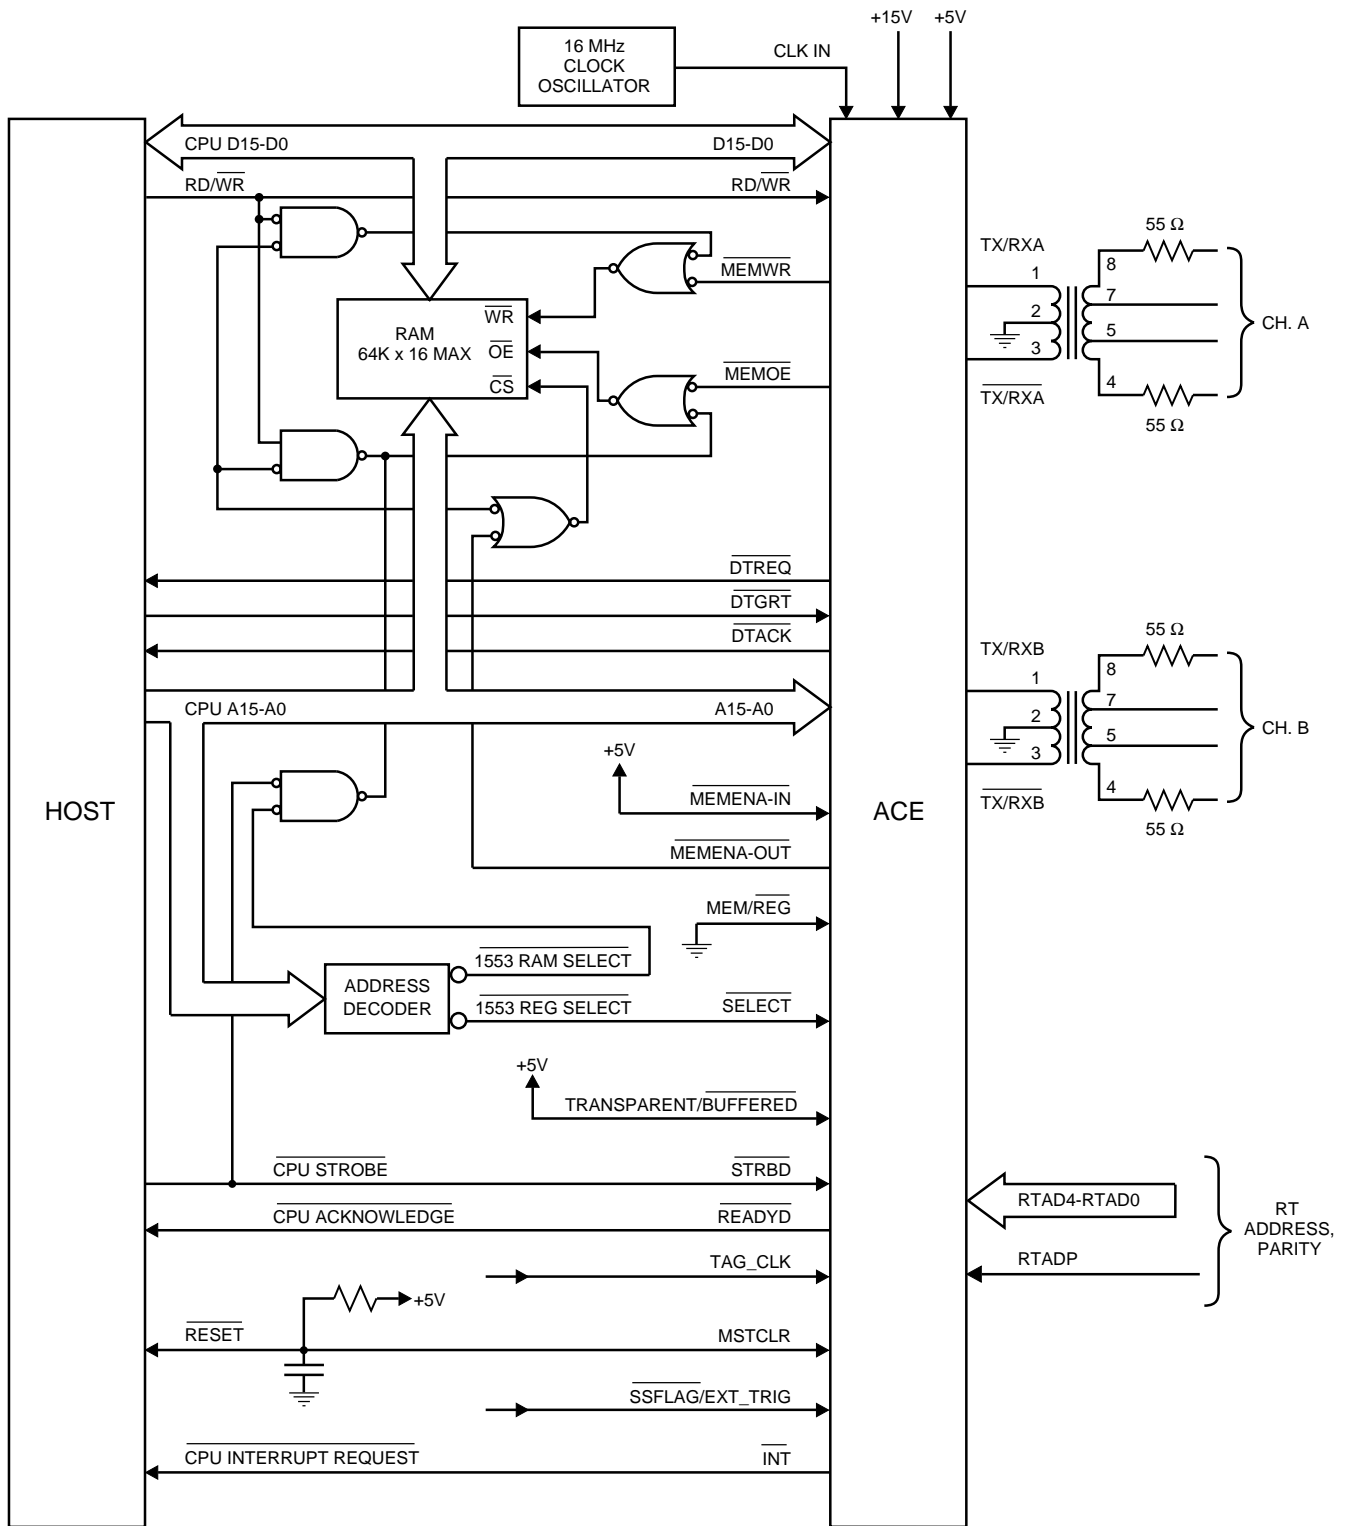 +15V +5V
16 MHz
CLOCK
OSCILLATOR
CLK IN
CPU D15-D0
D15-D0
RD/WR
RD/WR
MEMWR
WR
RAM
64K x 16 MAX
OE
CS
MEMOE
TX/RXA
1
2
3
TX/RXA
8
7
5
4
55 Ω
55 Ω
CH. A
DTREQ
DTGRT
DTACK
CPU A15-A0
A15-A0
TX/RXB
1
2
3
TX/RXB
8
7
5
4
55 Ω
55 Ω
CH. B
HOST
ACE
+5V
MEMENA-IN
MEMENA-OUT
MEM/REG
ADDRESS
DECODER
1553 RAM SELECT
1553 REG SELECT
SELECT
+5V
TRANSPARENT/BUFFERED
CPU STROBE
STRBD
CPU ACKNOWLEDGE
READYD
RTAD4-RTAD0
RTADP
RT
ADDRESS,
PARITY
TAG_CLK
+5V
RESET
MSTCLR
SSFLAG/EXT_TRIG
CPU INTERRUPT REQUEST
INT